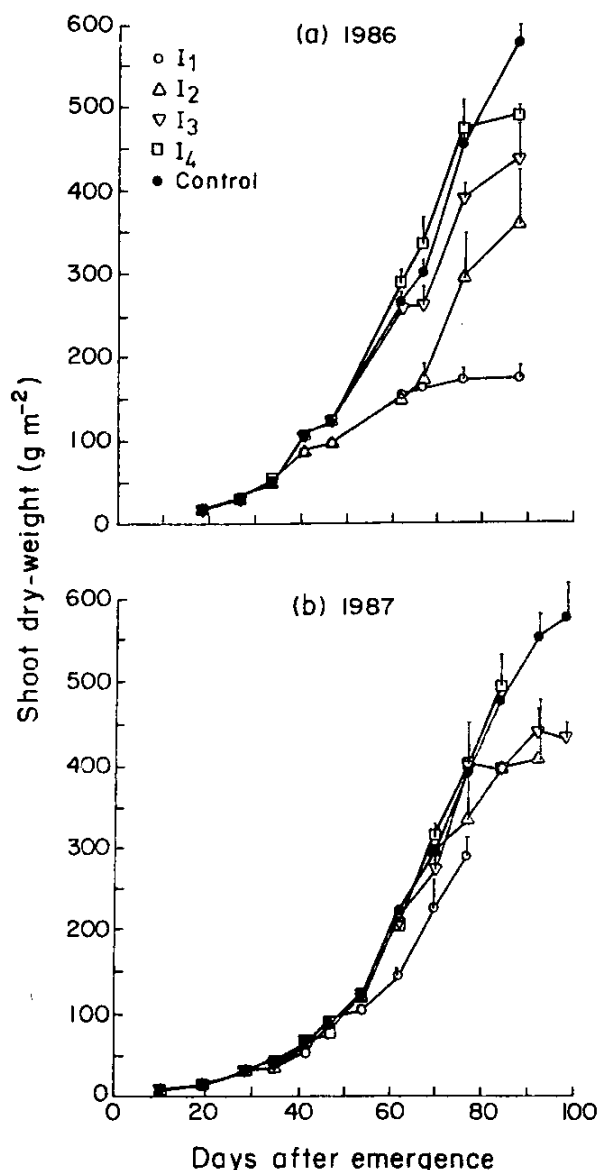 (a) 1986
I₁
I₂
I₃
I₄
Control
600
500
400
300
200
100
0
(b) 1987
600
500
400
300
200
100
0
0 20 40 60 80 100
Shoot dry-weight (g m⁻²)
Days after emergence